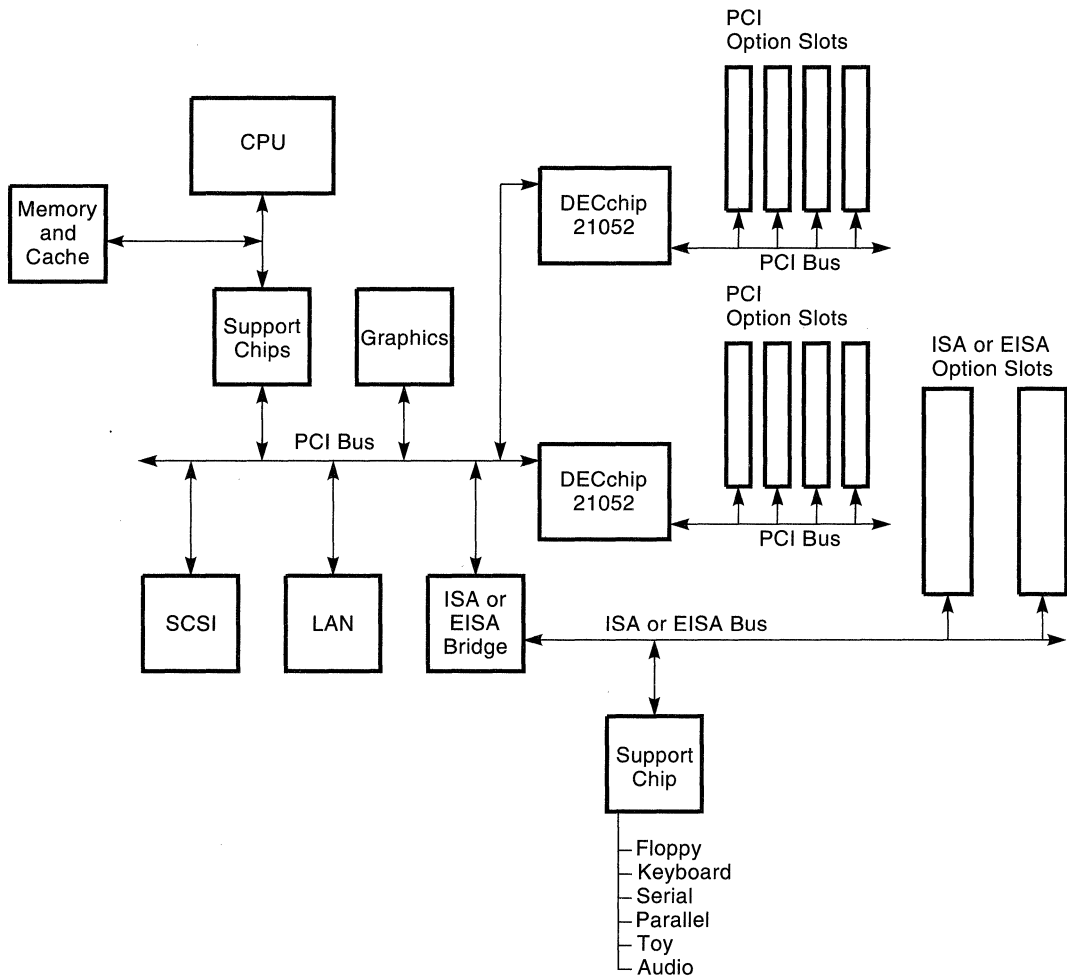 PCI
Option Slots
CPU
DECchip
21052
Memory
and
Cache
PCI Bus
PCI
Option Slots
Support
Chips
Graphics
ISA or EISA
Option Slots
PCI Bus
DECchip
21052
PCI Bus
SCSI
LAN
ISA or
EISA
Bridge
ISA or EISA Bus
Support
Chip
Floppy
Keyboard
Serial
Parallel
Toy
Audio